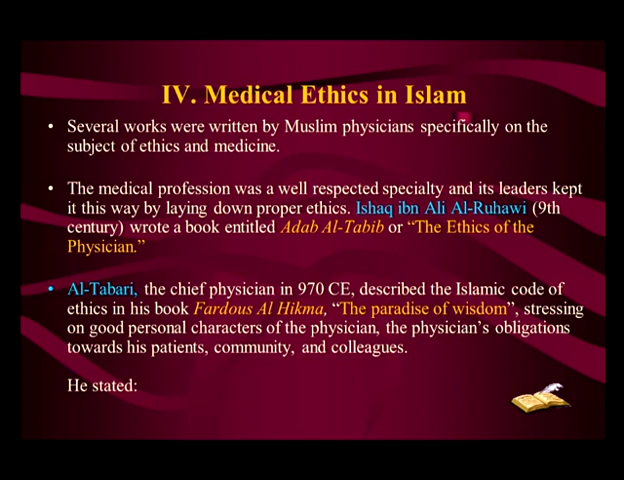 IV. Medical Ethics in Islam
• Several works were written by Muslim physicians specifically on the
subject of ethics and medicine.
• The medical profession was a well respected specialty and its leaders kept
it this way by laying down proper ethics. Ishaq ibn Ali Al-Ruhawi (9th
century) wrote a book entitled Adab Al-Tabib or “The Ethics of the
Physician.”
• Al-Tabari, the chief physician in 970 CE, described the Islamic code of
ethics in his book Fardous Al Hikma, “The paradise of wisdom”, stressing
on good personal characters of the physician, the physician’s obligations
towards his patients, community, and colleagues.
He stated: